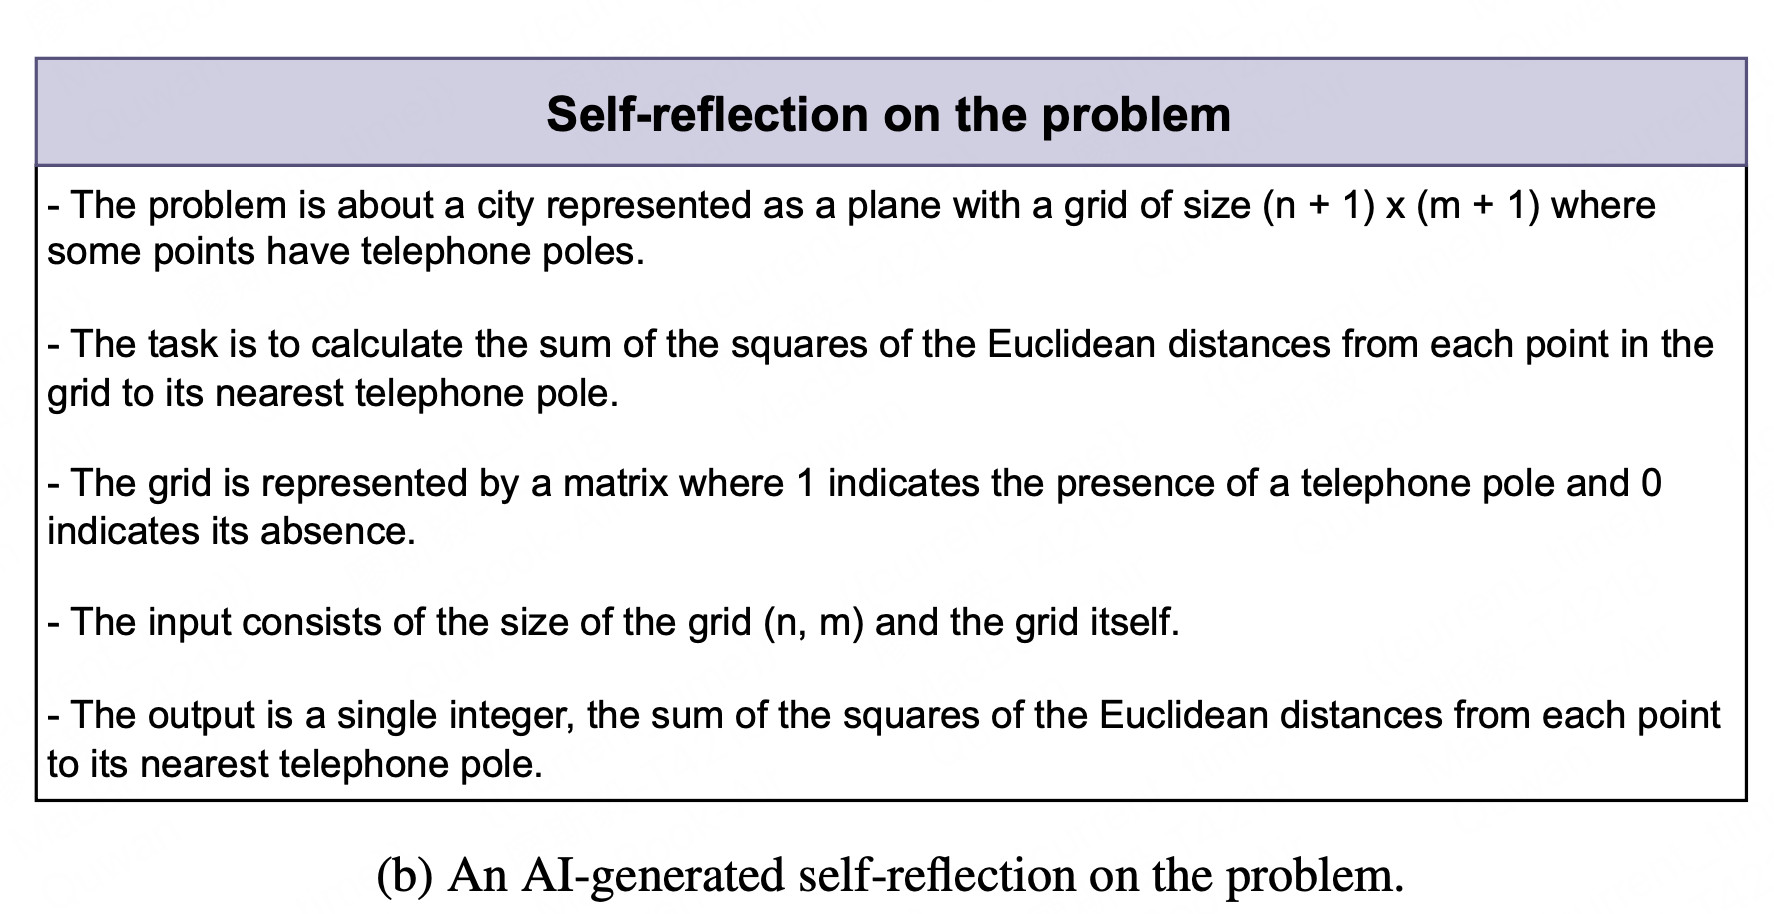 Self-reflection on the problem
- The problem is about a city represented as a plane with a grid of size (n + 1) x (m + 1) where
some points have telephone poles.
- The task is to calculate the sum of the squares of the Euclidean distances from each point in the
grid to its nearest telephone pole.
- The grid is represented by a matrix where 1 indicates the presence of a telephone pole and 0
indicates its absence.
- The input consists of the size of the grid (n, m) and the grid itself.
- The output is a single integer, the sum of the squares of the Euclidean distances from each point
to its nearest telephone pole.
(b) An AI-generated self-reflection on the problem.